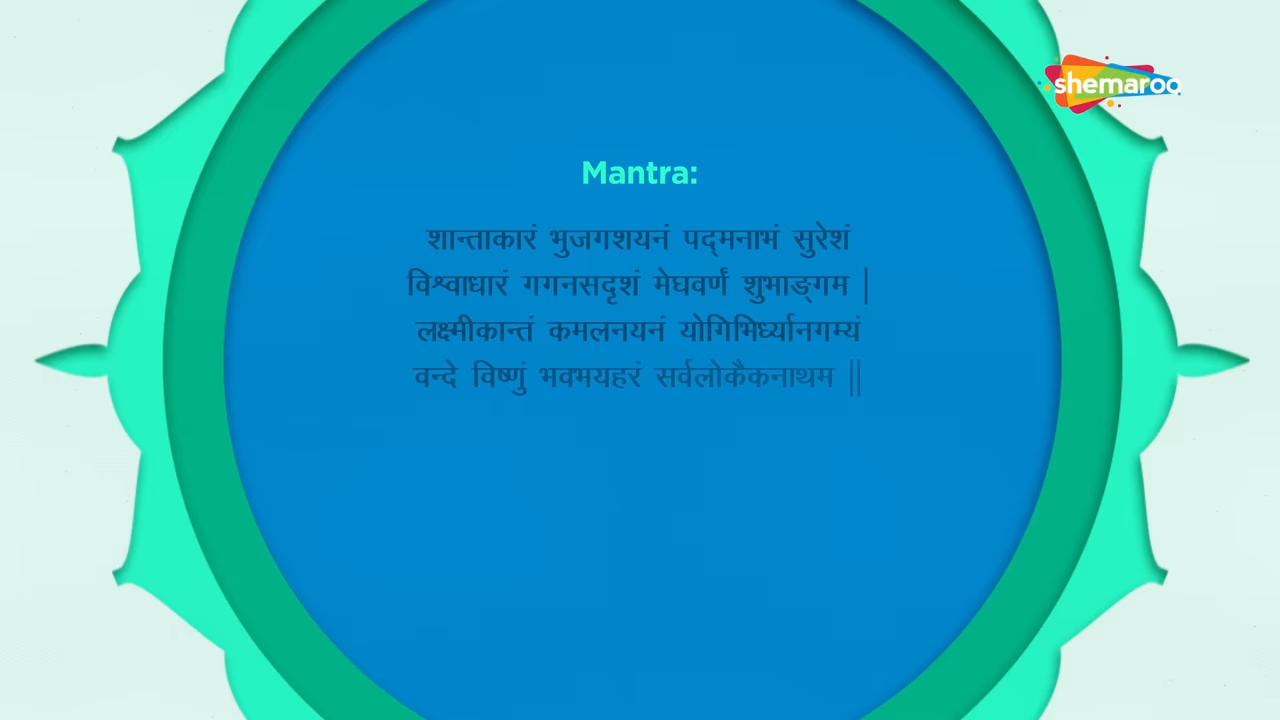 shemaroo
Mantra:
शान्ताकारं भुजगशयनं पद्‌मनाभं सुरेशं
विश्वाधारं गगनसदृशं मेघवर्णं शुभाङ्गम |
लक्ष्मीकान्तं कमलनयनं योगिभिर्ध्यानगम्यं
वन्दे विष्णुं भवभयहरं सर्वलोकैकनाथम ||